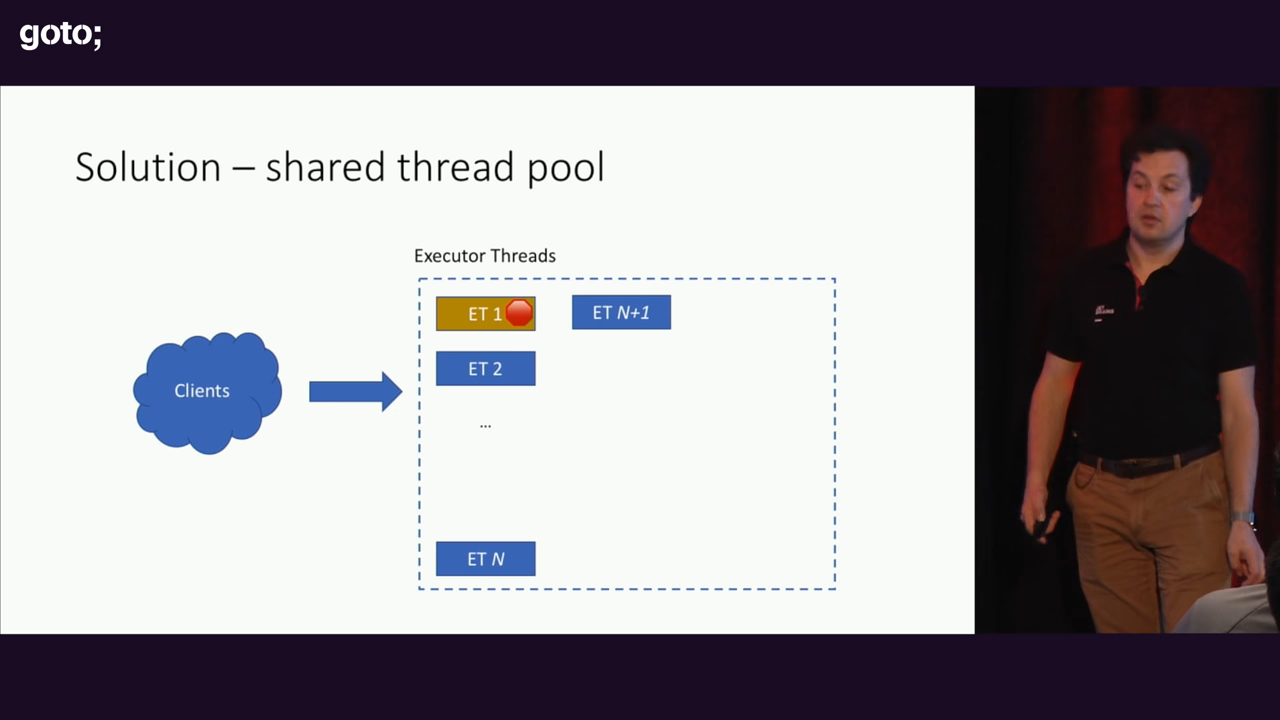 goto;
Solution – shared thread pool
Executor Threads
ET 1
ET N+1
ET 2
Clients
...
ET N